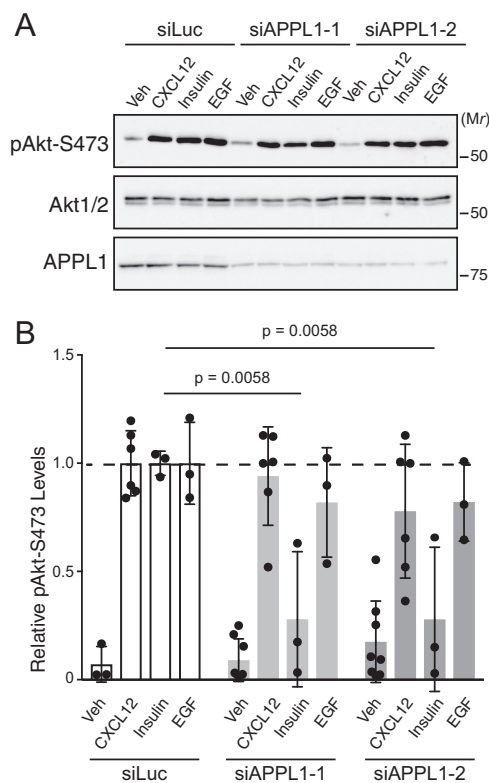 A
siLuc siAPPL1-1 siAPPL1-2
Veh CXCL12 Insulin EGF Veh CXCL12 Insulin EGF Veh CXCL12 Insulin EGF
(Mr)
pAkt-S473
50
Akt1/2
50
APPL1
75
B
p = 0.0058
p = 0.0058
Relative pAkt-S473 Levels
1.5
1.0
0.5
0
Veh CXCL12 Insulin EGF Veh CXCL12 Insulin EGF Veh CXCL12 Insulin EGF
siLuc siAPPL1-1 siAPPL1-2